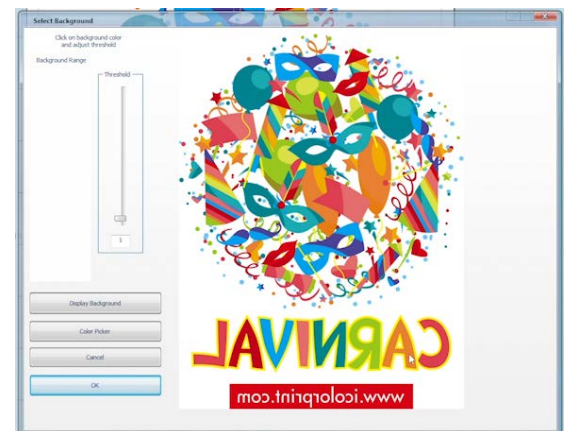 Select Background
Click on background color
and adjust threshold
Background Range
Threshold
Display Background
Color Picker
Cancel
OK
CARNIVAL
www.icolorprint.com